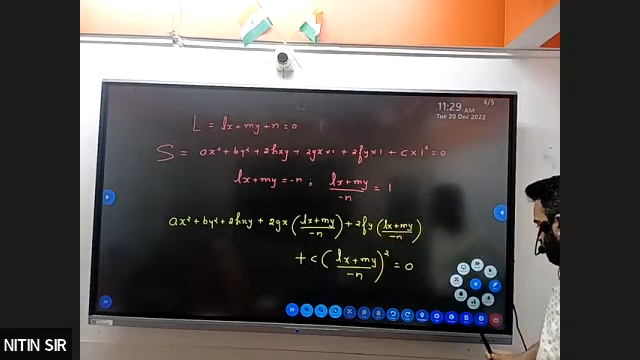 11:29 AM
4/5
Tue 20 Dec 2022
L = lx+my+n=0
S = ax²+by²+2hxy+2gx×1+2fy×1+c×1²=0
lx+my=-n ; (lx+my)/-n = 1
ax²+by²+2hxy+2gx((lx+my)/-n)+2fy((lx+my)/-n)
+c((lx+my)/-n)²=0
NITIN SIR